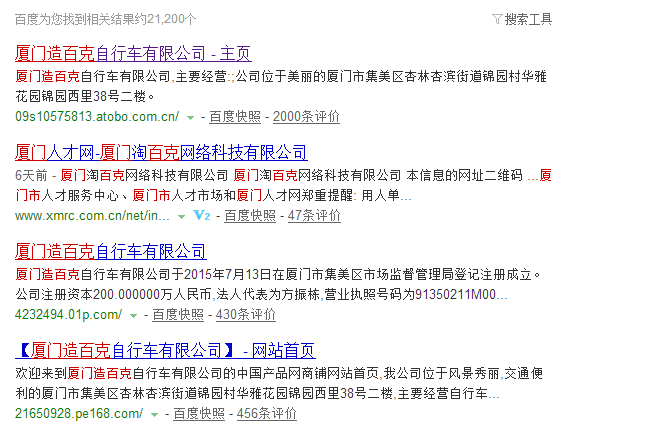 百度为您找到相关结果约21,200个
搜索工具
厦门造百克自行车有限公司 - 主页
厦门造百克自行车有限公司,主要经营:;公司位于美丽的厦门市集美区杏林杏滨街道锦园村华雅
花园锦园西里38号二楼。
09s10575813.atobo.com.cn/ - 百度快照 - 2000条评价
厦门人才网-厦门淘百克网络科技有限公司
6天前 - 厦门淘百克网络科技有限公司 厦门淘百克网络科技有限公司 本信息的网址二维码 ...厦
门市人才服务中心、厦门市人才市场和厦门人才网郑重提醒: 用人单...
www.xmrc.com.cn/net/in... V2 - 百度快照 - 47条评价
厦门造百克自行车有限公司
厦门造百克自行车有限公司于2015年7月13日在厦门市集美区市场监督管理局登记注册成立。
公司注册资本200.000000万人民币,法人代表为方振栋,营业执照号码为91350211M00...
4232494.01p.com/ - 百度快照 - 430条评价
【厦门造百克自行车有限公司】 - 网站首页
欢迎来到厦门造百克自行车有限公司的中国产品网商铺网站首页,我公司位于风景秀丽,交通便
利的厦门市集美区杏林杏滨街道锦园村华雅花园锦园西里38号二楼,主要经营自行车...
21650928.pe168.com/ - 百度快照 - 456条评价